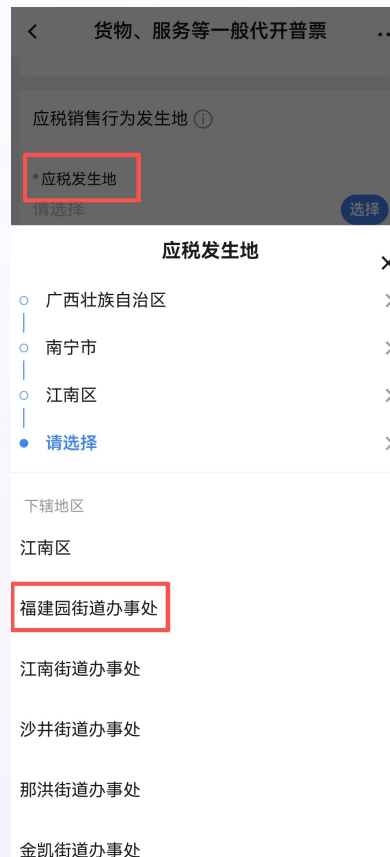 货物、服务等一般代开普票
应税销售行为发生地
*应税发生地
请选择 选择
应税发生地
广西壮族自治区
南宁市
江南区
请选择
下辖地区
江南区
福建园街道办事处
江南街道办事处
沙井街道办事处
那洪街道办事处
金凯街道办事处